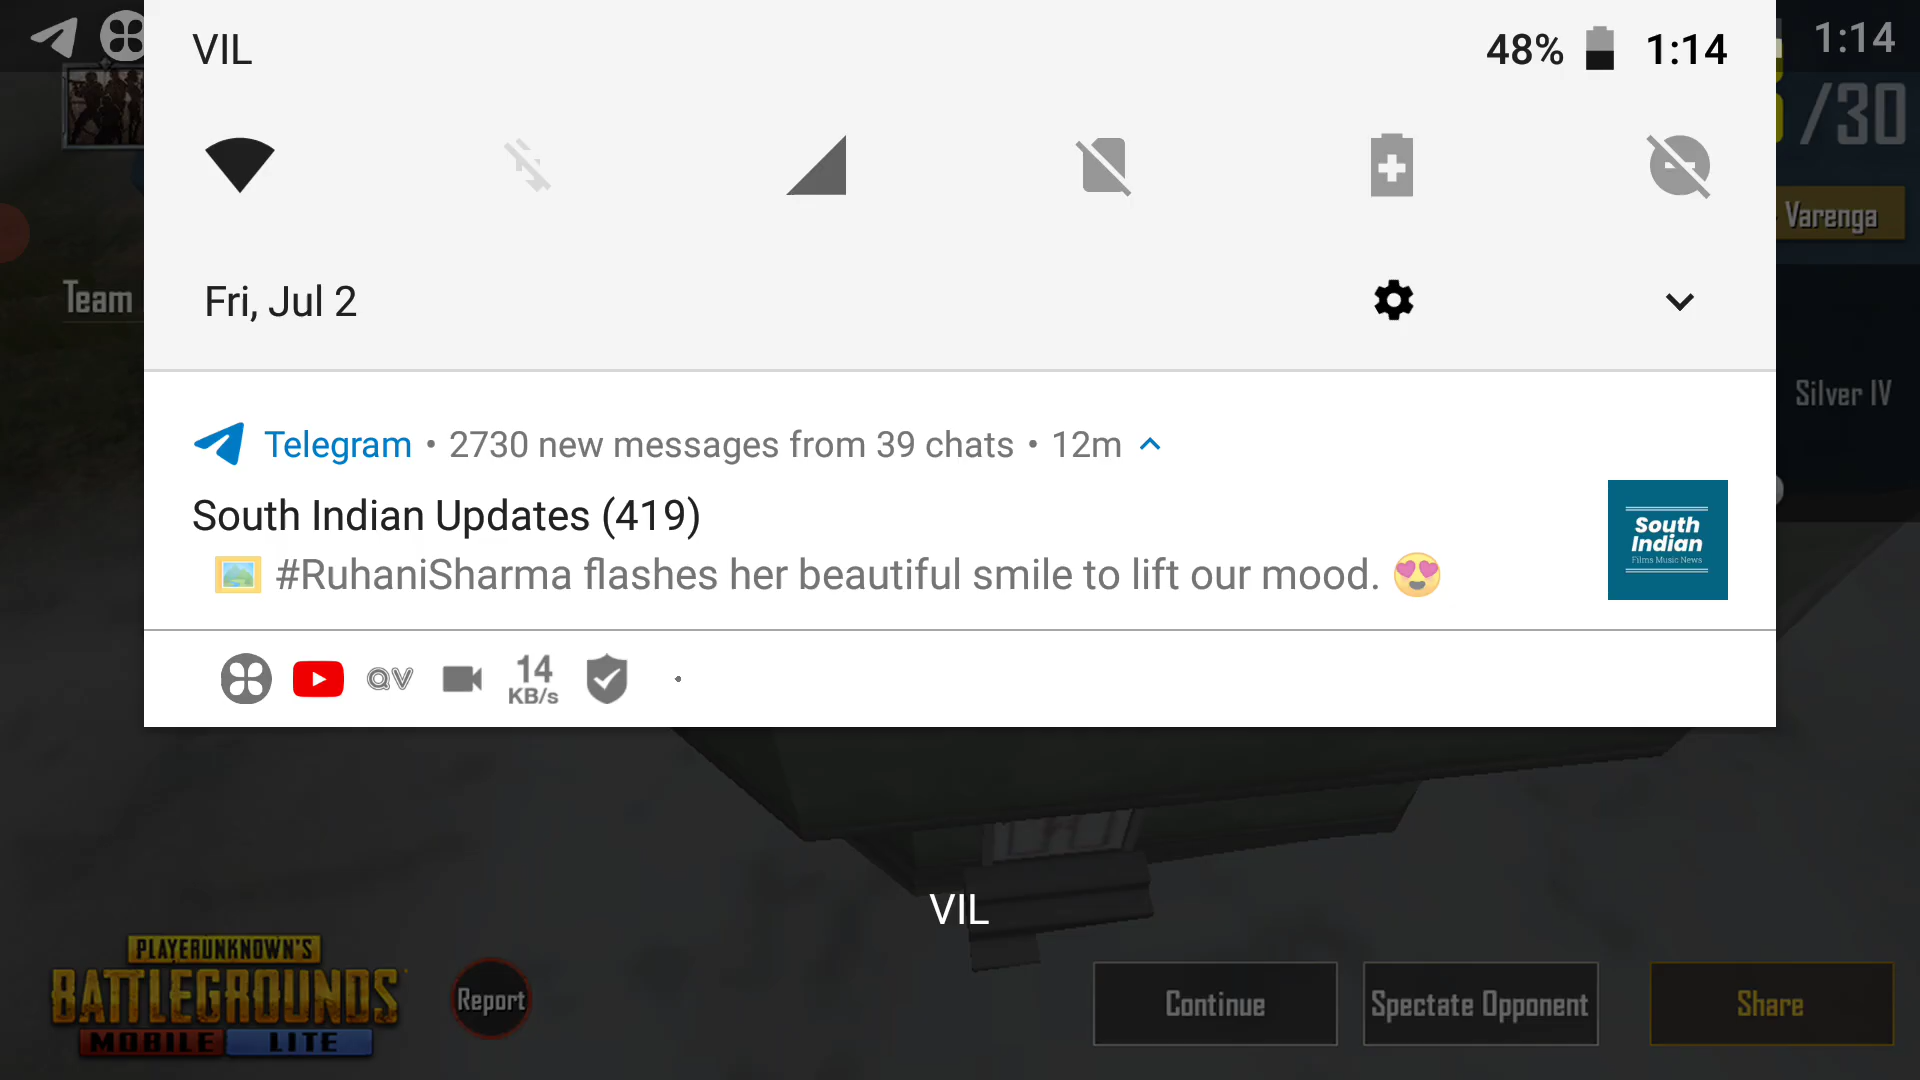 1:14
VIL
48%
1:14
/30
Varenga
Fri, Jul 2
Team
Silver IV
Telegram • 2730 new messages from 39 chats • 12m
South Indian Updates (419)
#RuhaniSharma flashes her beautiful smile to lift our mood. 😍
South
Indian
Films Music News
QV
14
KB/s
VIL
PLAYERUNKNOWN'S
BATTLEGROUNDS
MOBILE LITE
Report
Continue
Spectate Opponent
Share